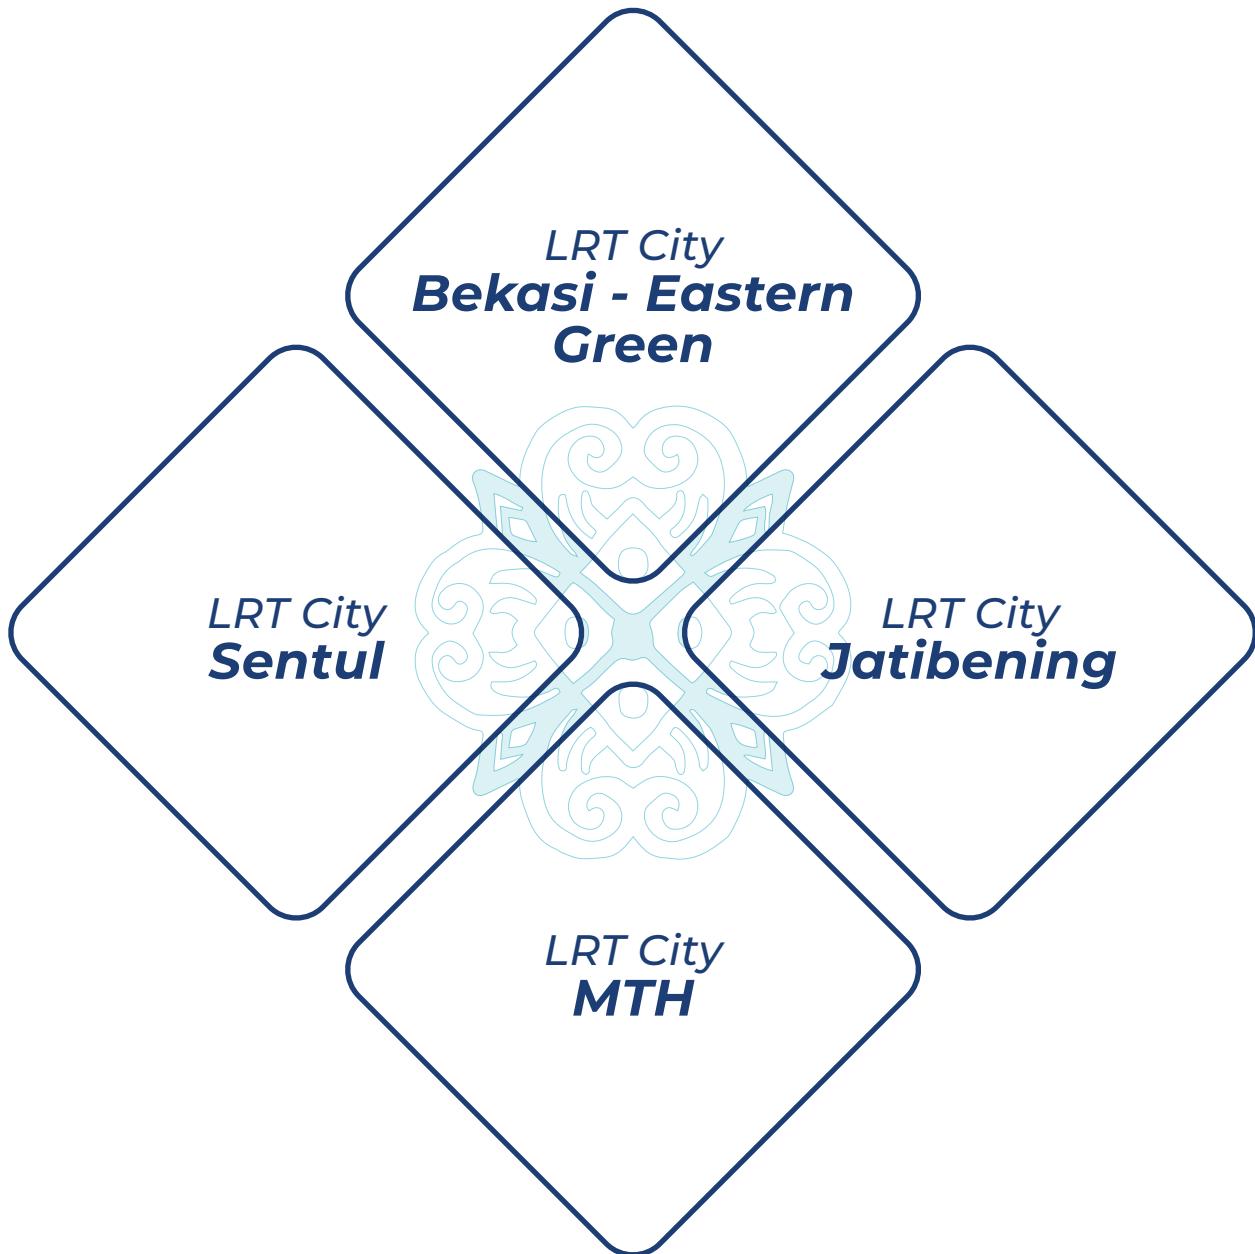 LRT City
Bekasi - Eastern
Green
LRT City
Sentul
LRT City
Jatibening
LRT City
MTH